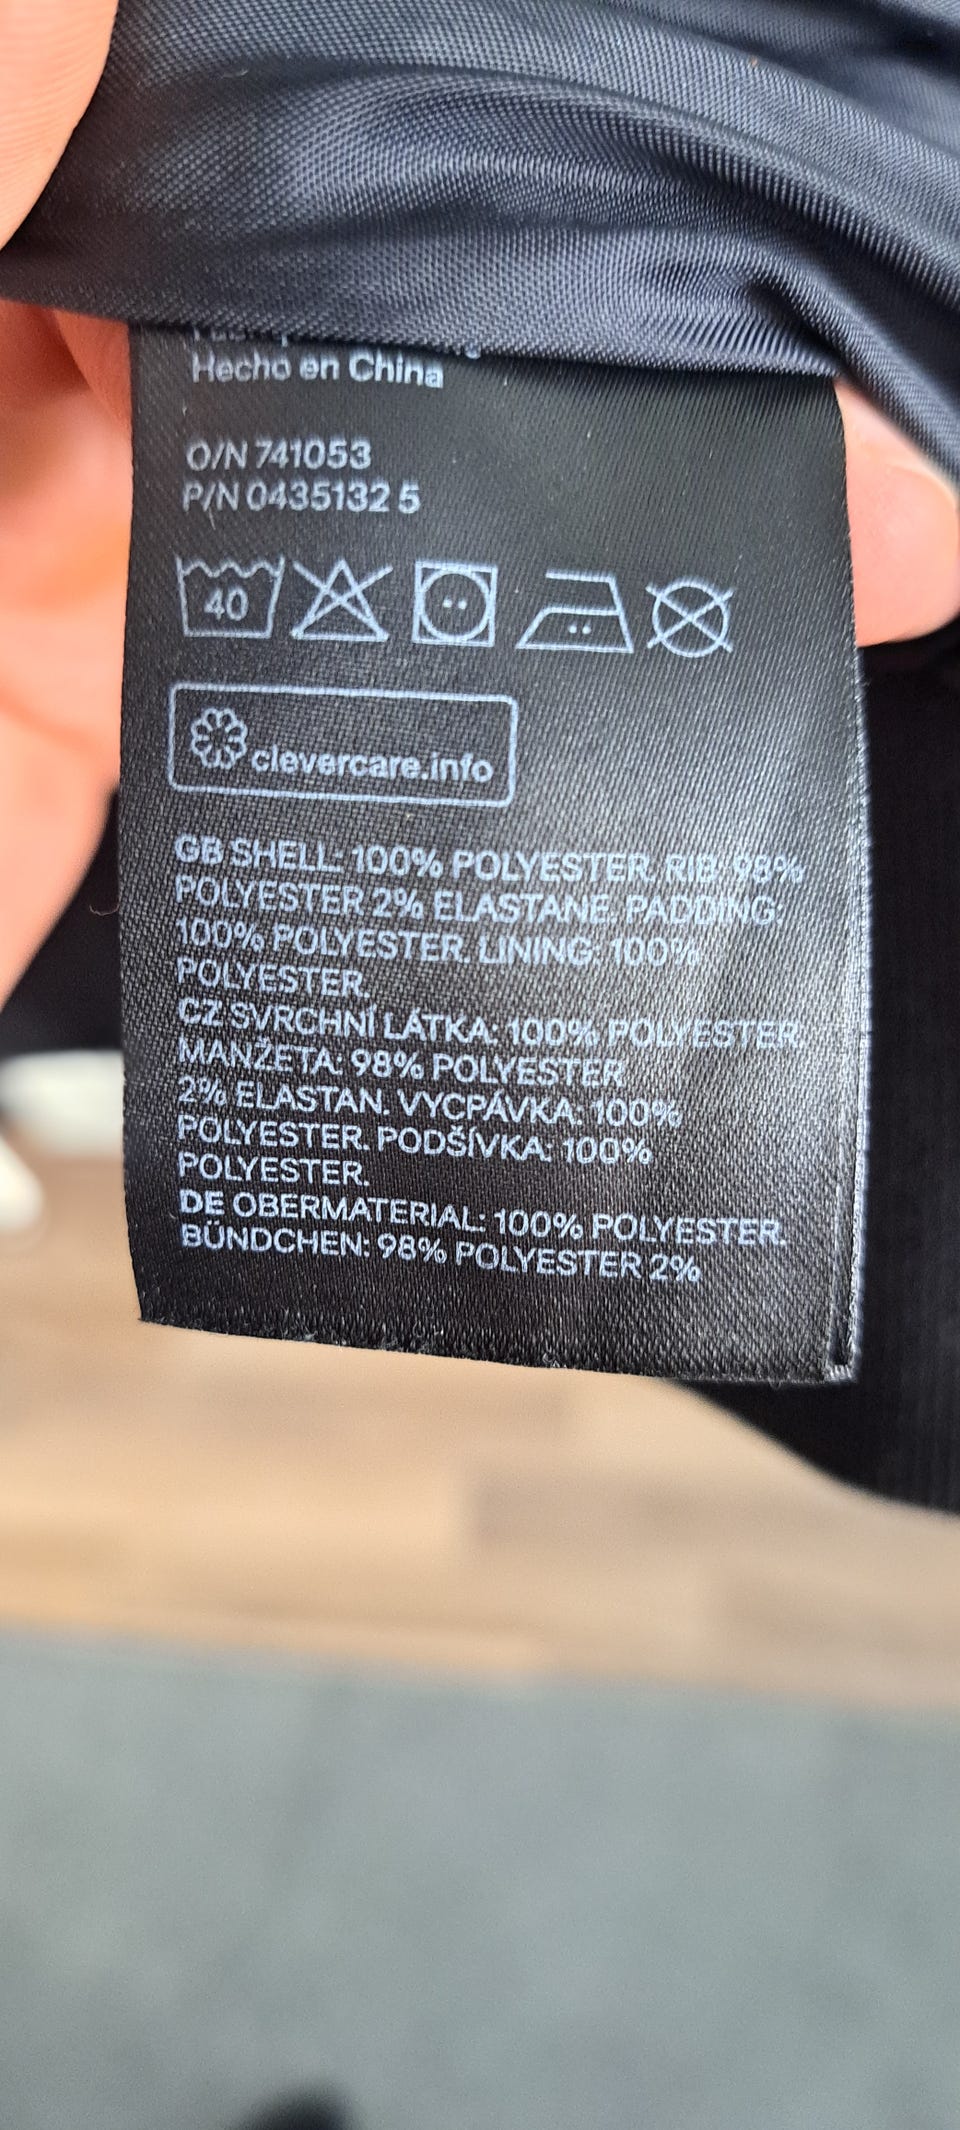 Hecho en China
O/N 741053
P/N 0435132 5
40
clevercare.info
GB SHELL: 100% POLYESTER. RIB: 98%
POLYESTER 2% ELASTANE. PADDING:
100% POLYESTER. LINING: 100%
POLYESTER.
CZ SVRCHNÍ LÁTKA: 100% POLYESTER.
MANŽETA: 98% POLYESTER
2% ELASTAN. VYCPÁVKA: 100%
POLYESTER. PODŠÍVKA: 100%
POLYESTER.
DE OBERMATERIAL: 100% POLYESTER.
BÜNDCHEN: 98% POLYESTER 2%